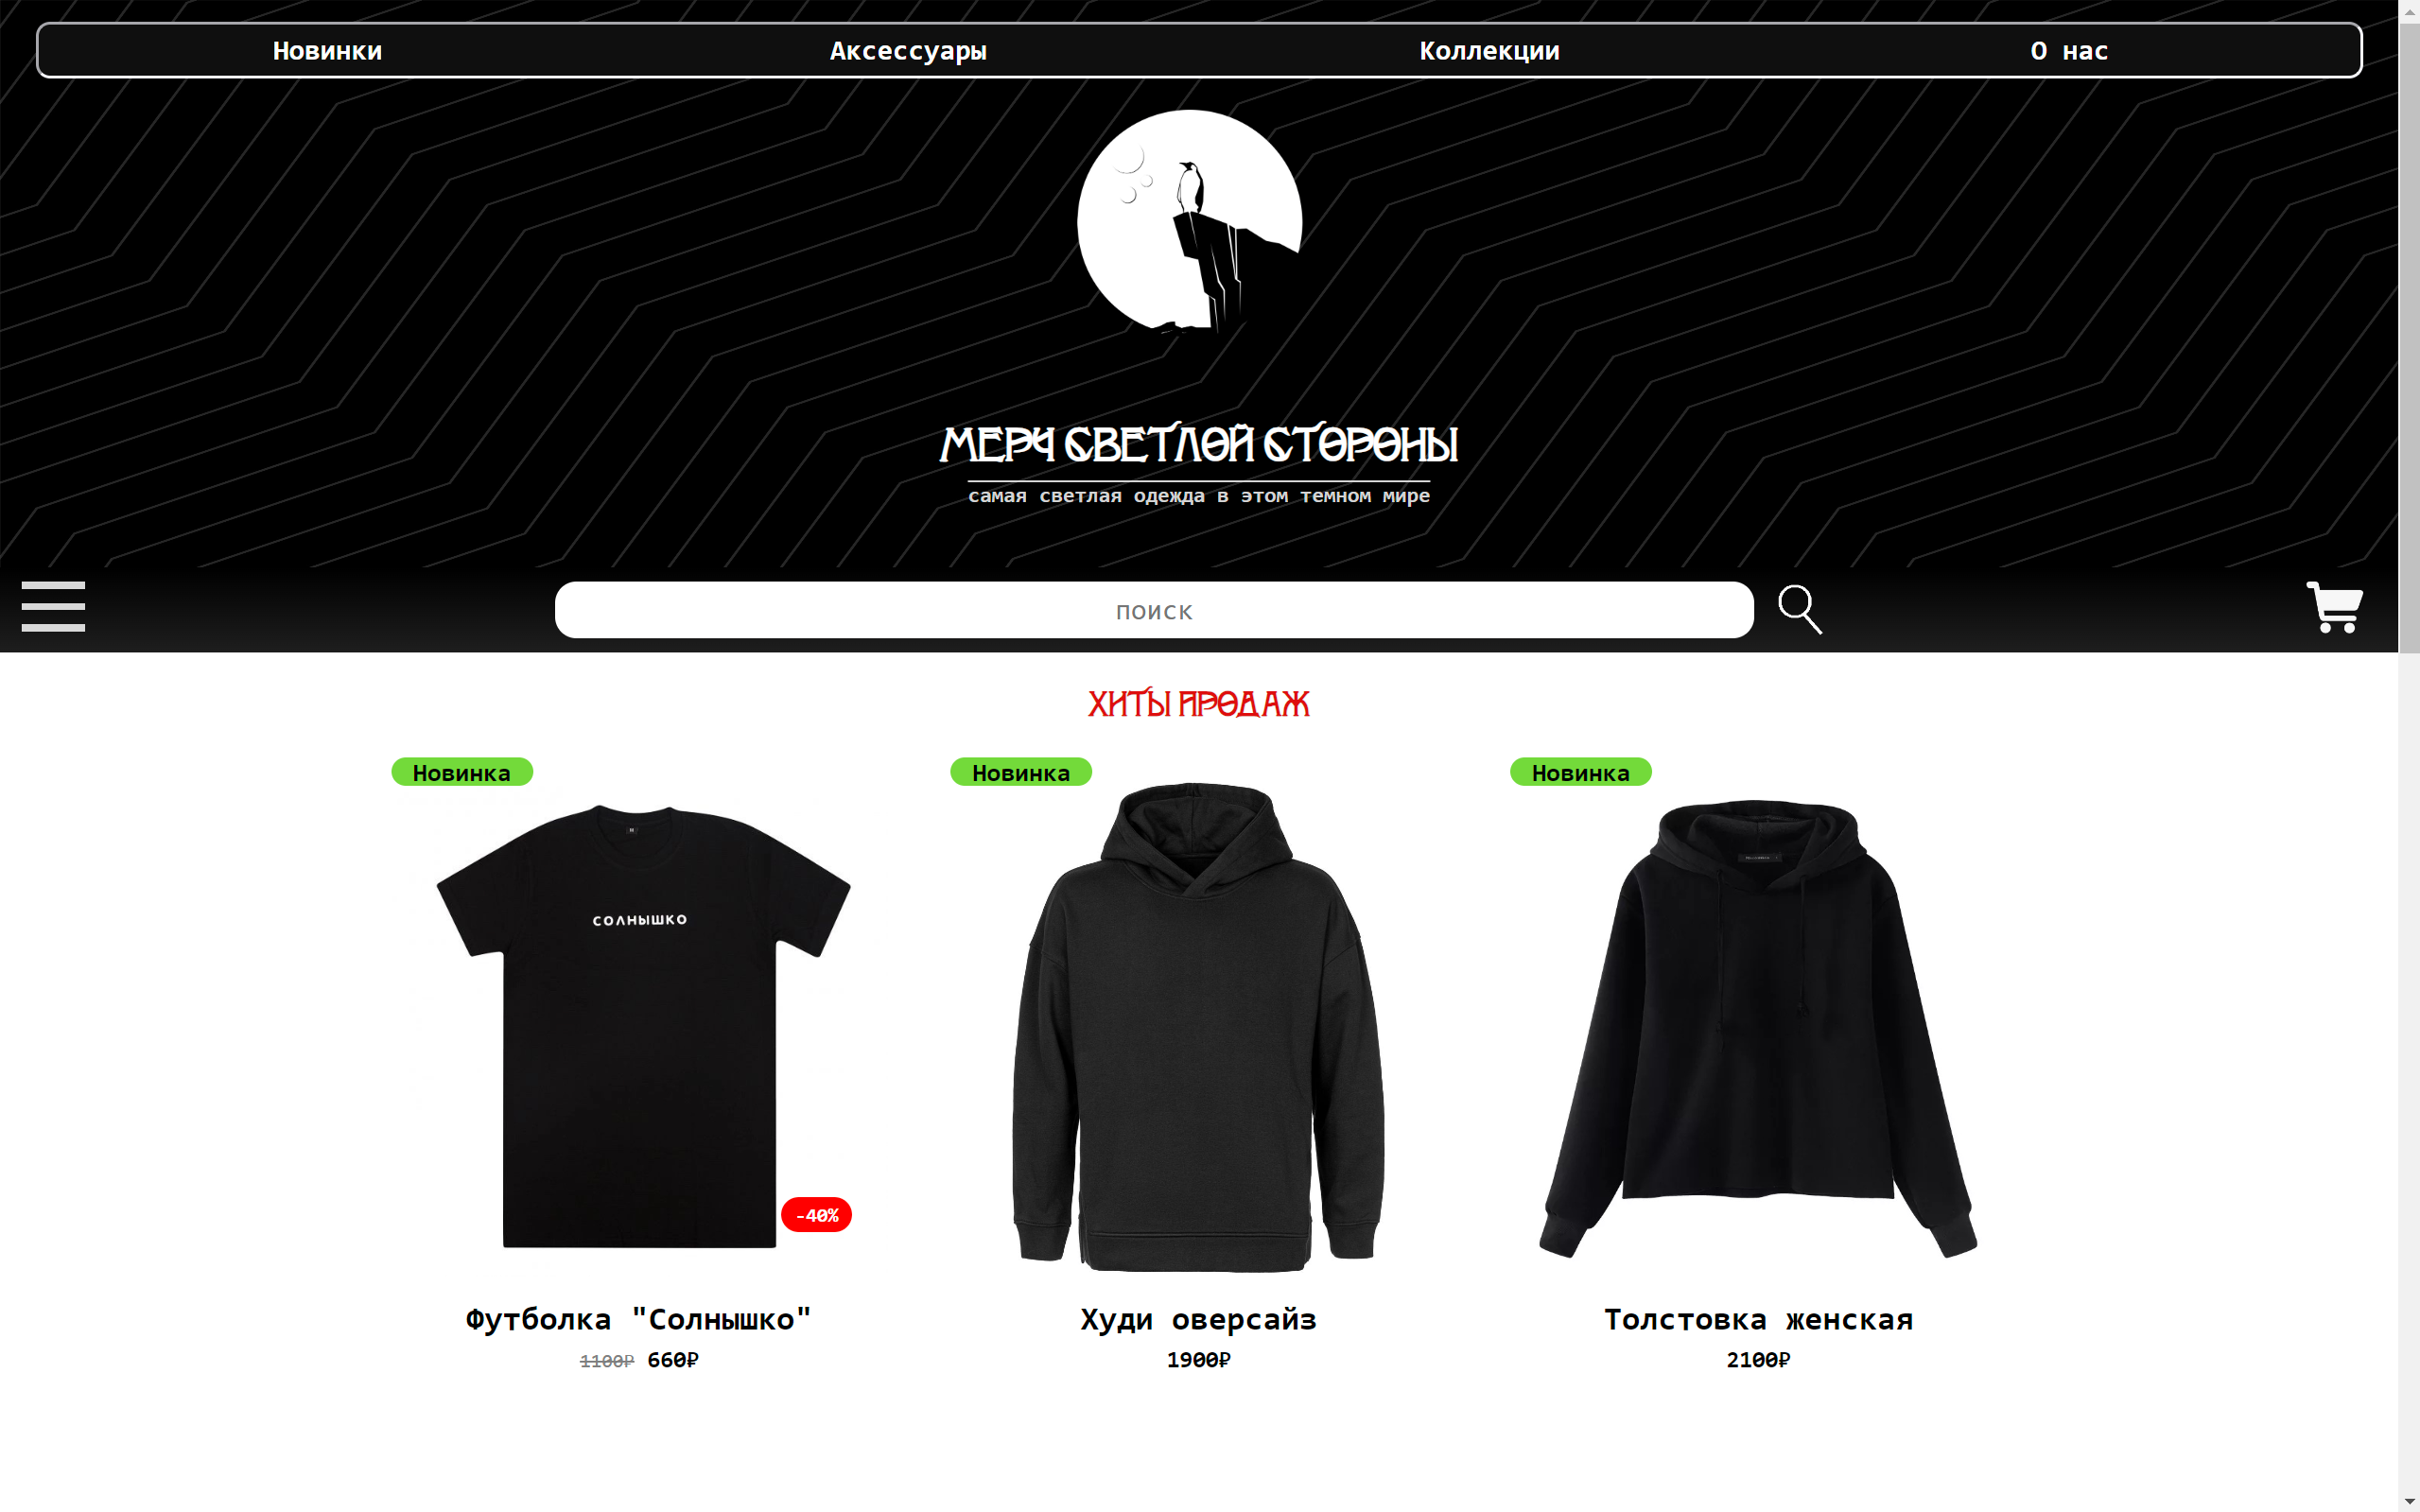 Новинки Аксессуары Коллекции О нас
МЕРЧ СВЕТЛОЙ СТОРОНЫ
самая светлая одежда в этом темном мире
поиск
ХИТЫ ПРОДАЖ
Новинка Новинка Новинка
СОЛНЫШКО
-40%
Футболка "Солнышко" Худи оверсайз Толстовка женская
1100₽ 660₽ 1900₽ 2100₽